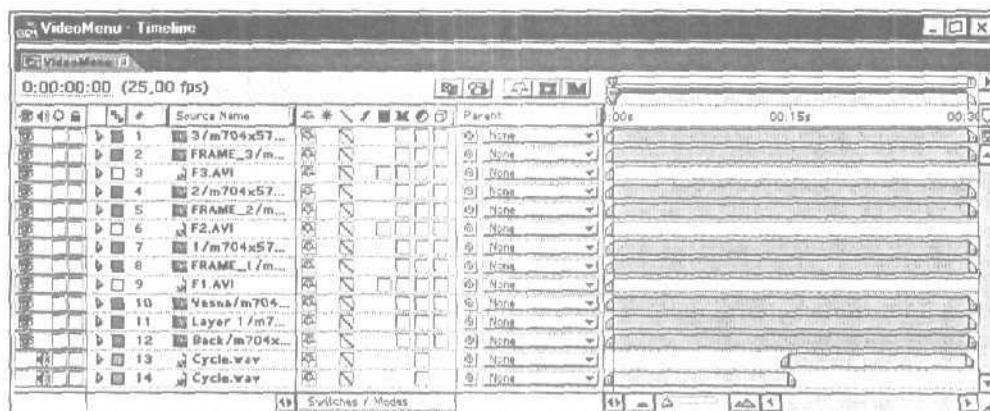 VideoMenu - Timeline
VideoMenu
0:00:00:00 (25,00 fps)
# Source Name Parent :00s 00:15s 00:30
1 3/m704x57... None
2 FRAME_3/m... None
3 F3.AVI None
4 2/m704x57... None
5 FRAME_2/m... None
6 F2.AVI None
7 1/m704x57... None
8 FRAME_1/m... None
9 F1.AVI None
10 Vesna/m704... None
11 Layer 1/m7... None
12 Back/m704x... None
13 Cycle.wav None
14 Cycle.wav None
Switches / Modes